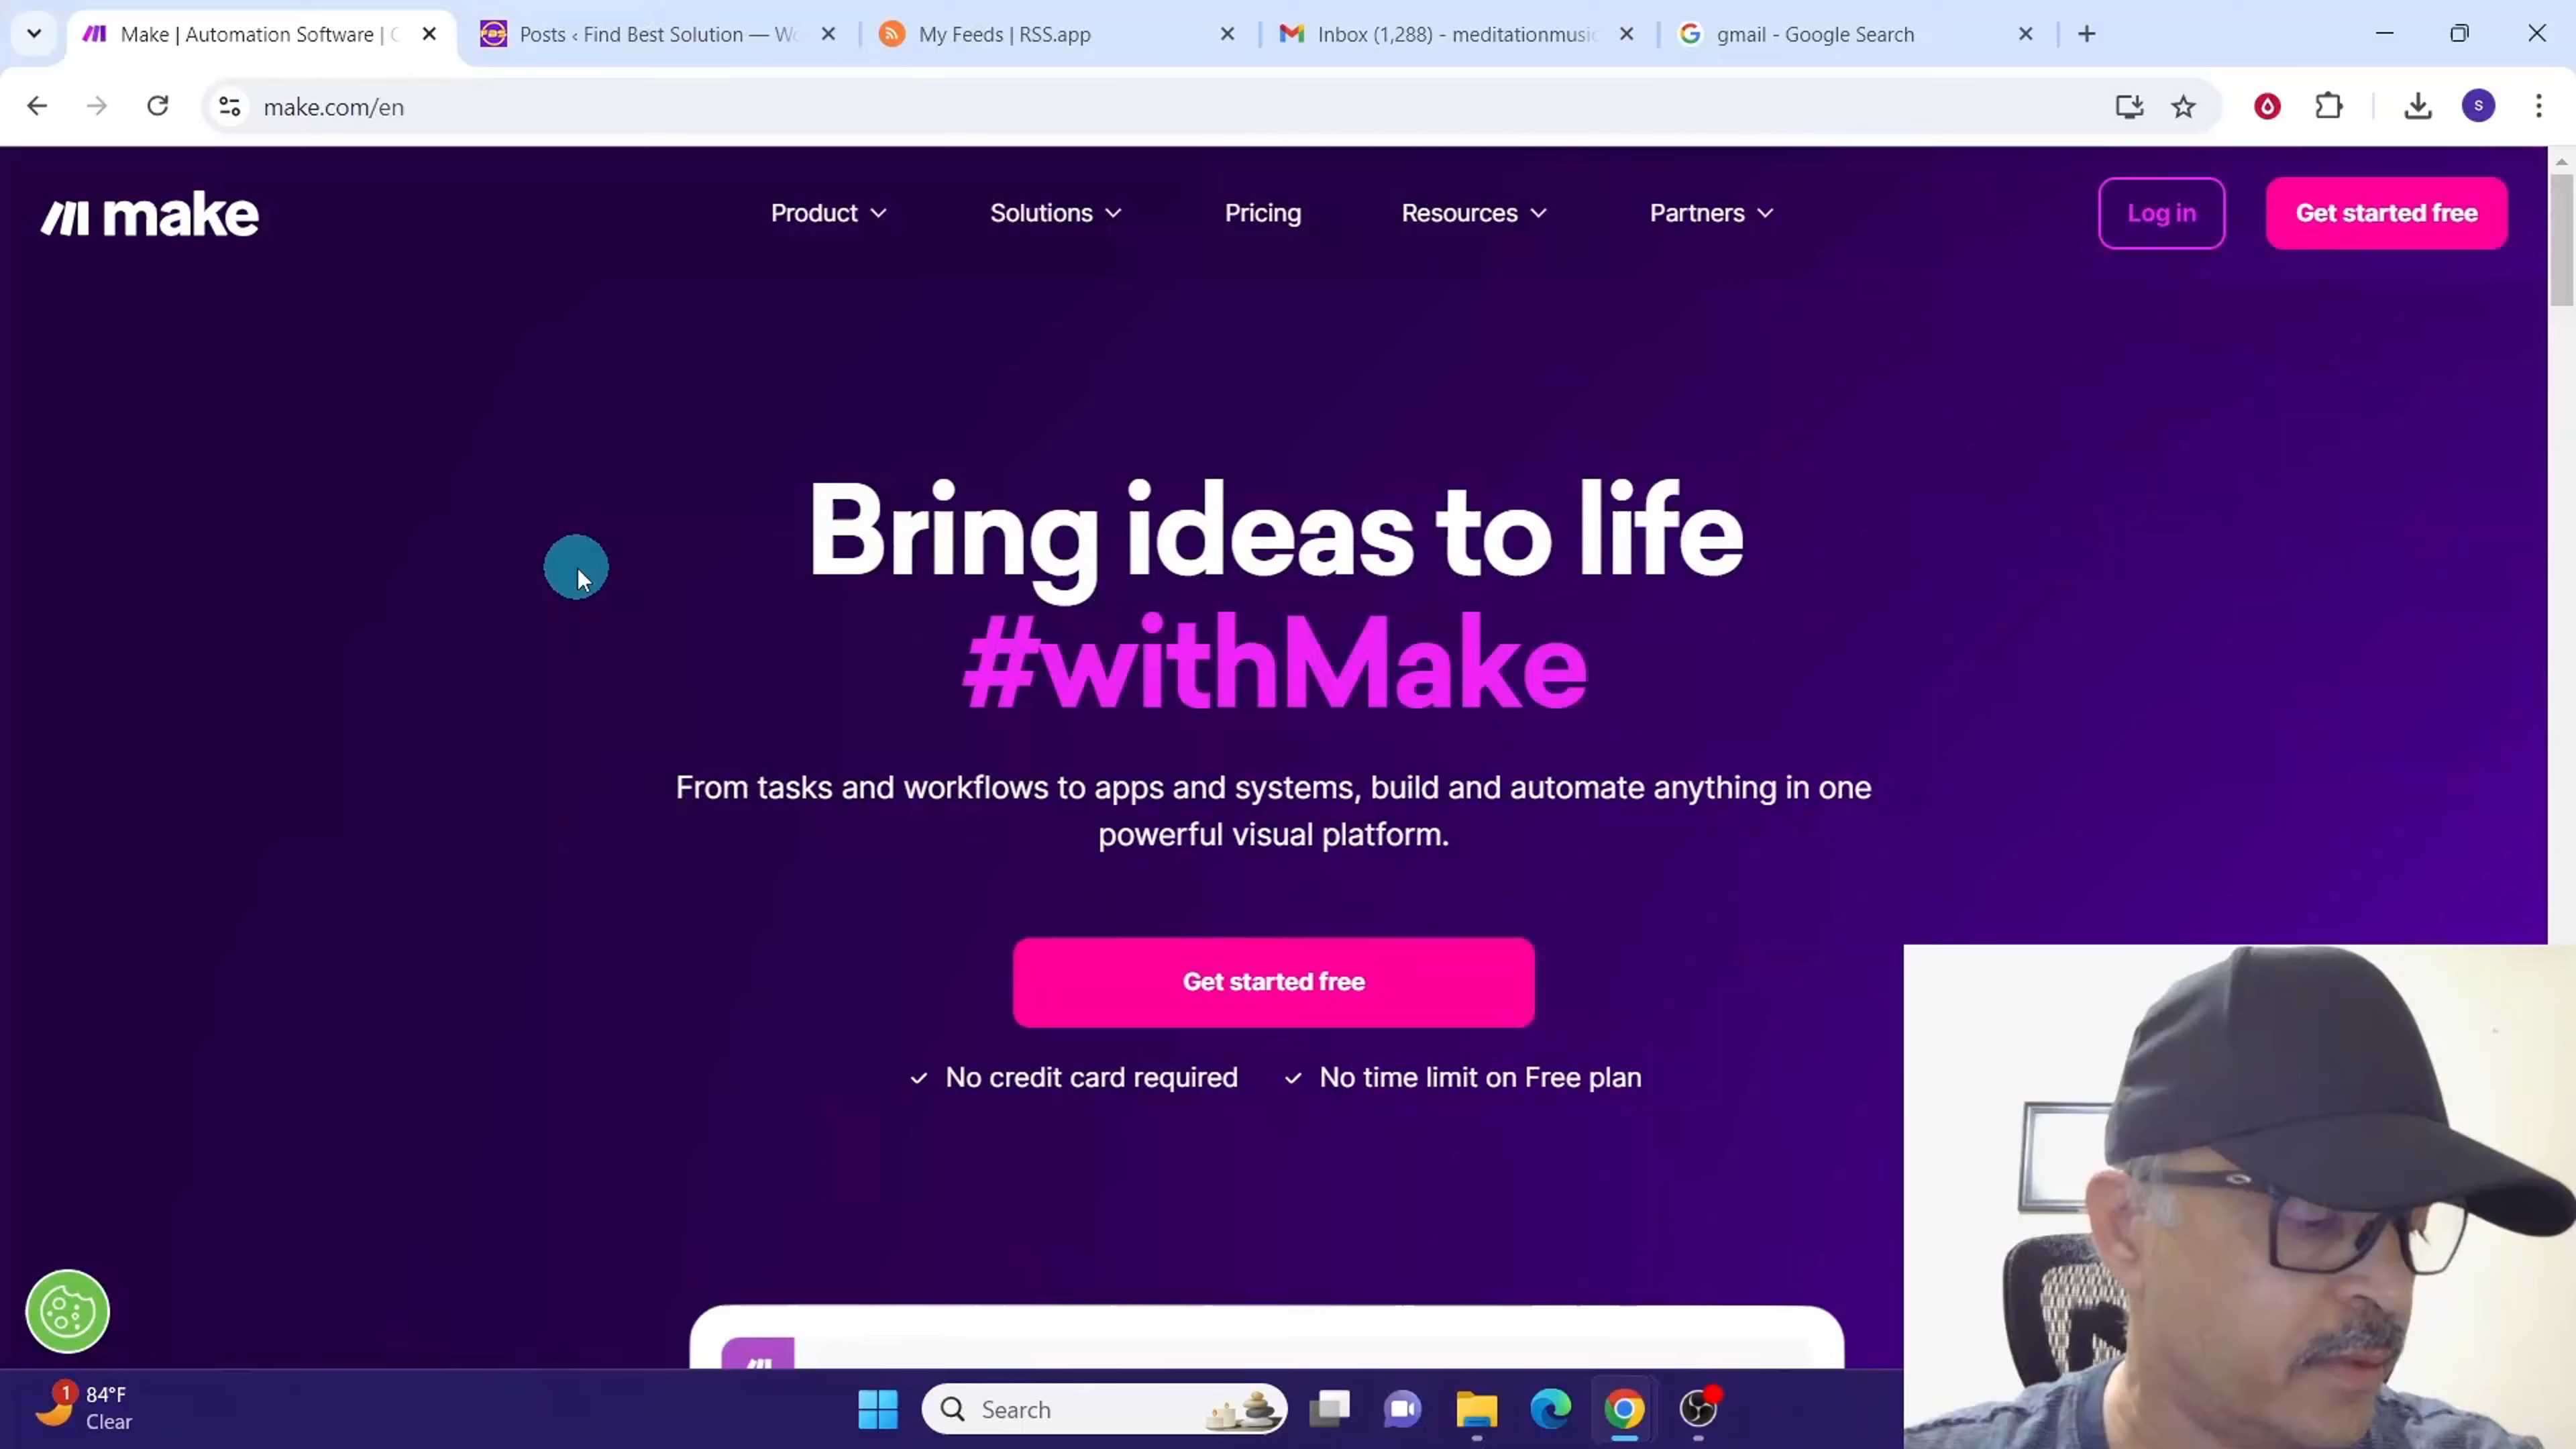 Make | Automation Software |
Posts ‹ Find Best Solution —
My Feeds | RSS.app
Inbox (1,288) -
gmail - Google Search
make.com/en
S
make
Product
Solutions
Pricing
Resources
Partners
Log in
Get started free
Bring ideas to life
#withMake
From tasks and workflows to apps and systems, build and automate anything in one
powerful visual platform.
Get started free
No credit card required
No time limit on Free plan
1
84°F
Clear
Search